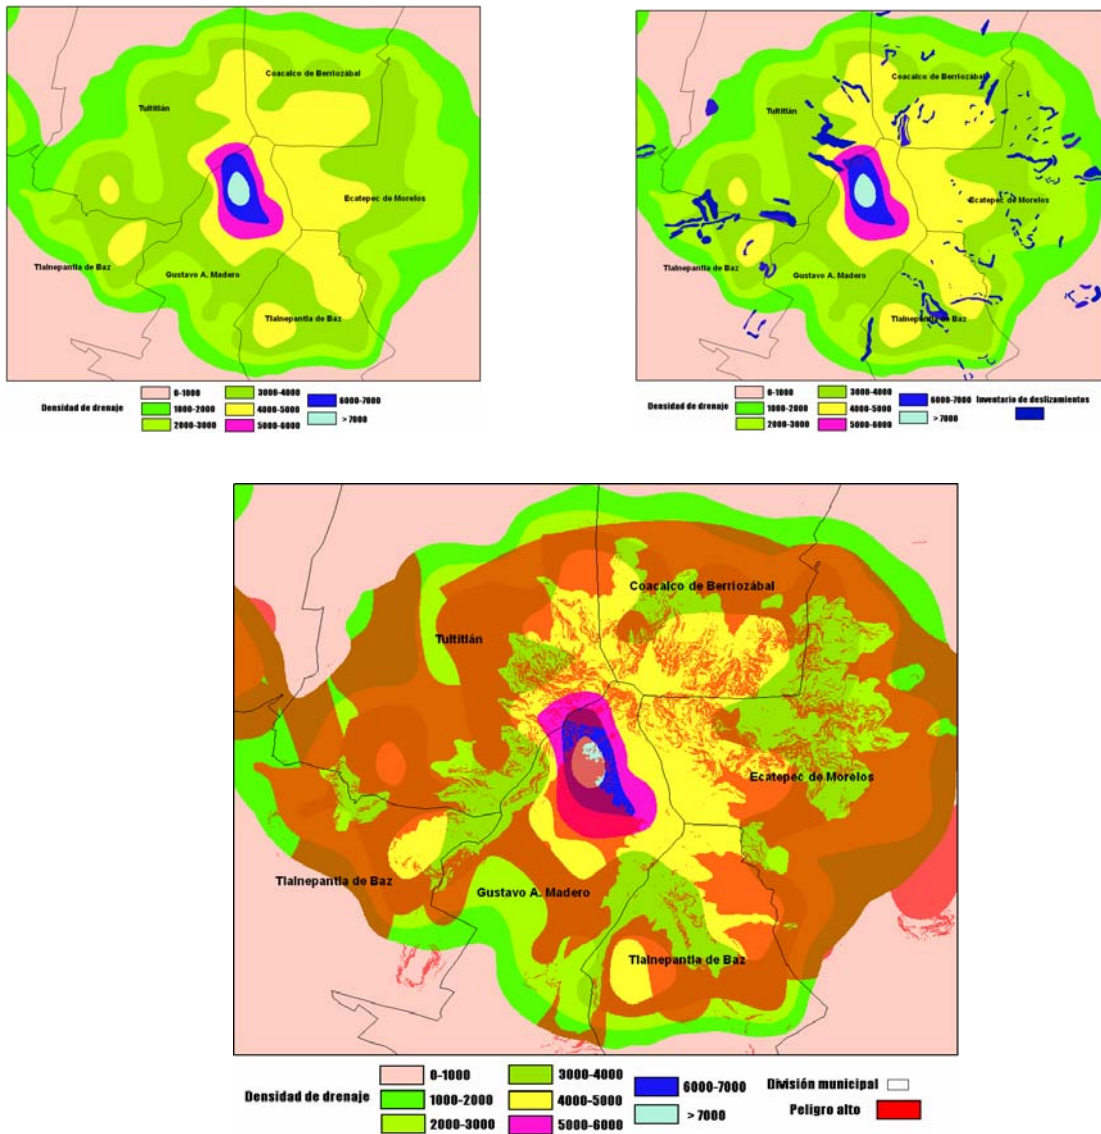 Coacalco de Berriozábal
Tultitlán
Ecatepec de Morelos
Tlalnepantla de Baz
Gustavo A. Madero
Tlalnepantla de Baz
Densidad de drenaje
0-1000
1000-2000
2000-3000
3000-4000
4000-5000
5000-6000
6000-7000
> 7000
Coacalco de Berriozábal
Tultitlán
Ecatepec de Morelos
Tlalnepantla de Baz
Gustavo A. Madero
Tlalnepantla de Baz
Densidad de drenaje
0-1000
1000-2000
2000-3000
3000-4000
4000-5000
5000-6000
6000-7000
> 7000
Inventario de deslizamientos
Coacalco de Berriozábal
Tultitlán
Ecatepec de Morelos
Tlalnepantla de Baz
Gustavo A. Madero
Tlalnepantla de Baz
Densidad de drenaje
0-1000
1000-2000
2000-3000
3000-4000
4000-5000
5000-6000
6000-7000
> 7000
División municipal
Peligro alto